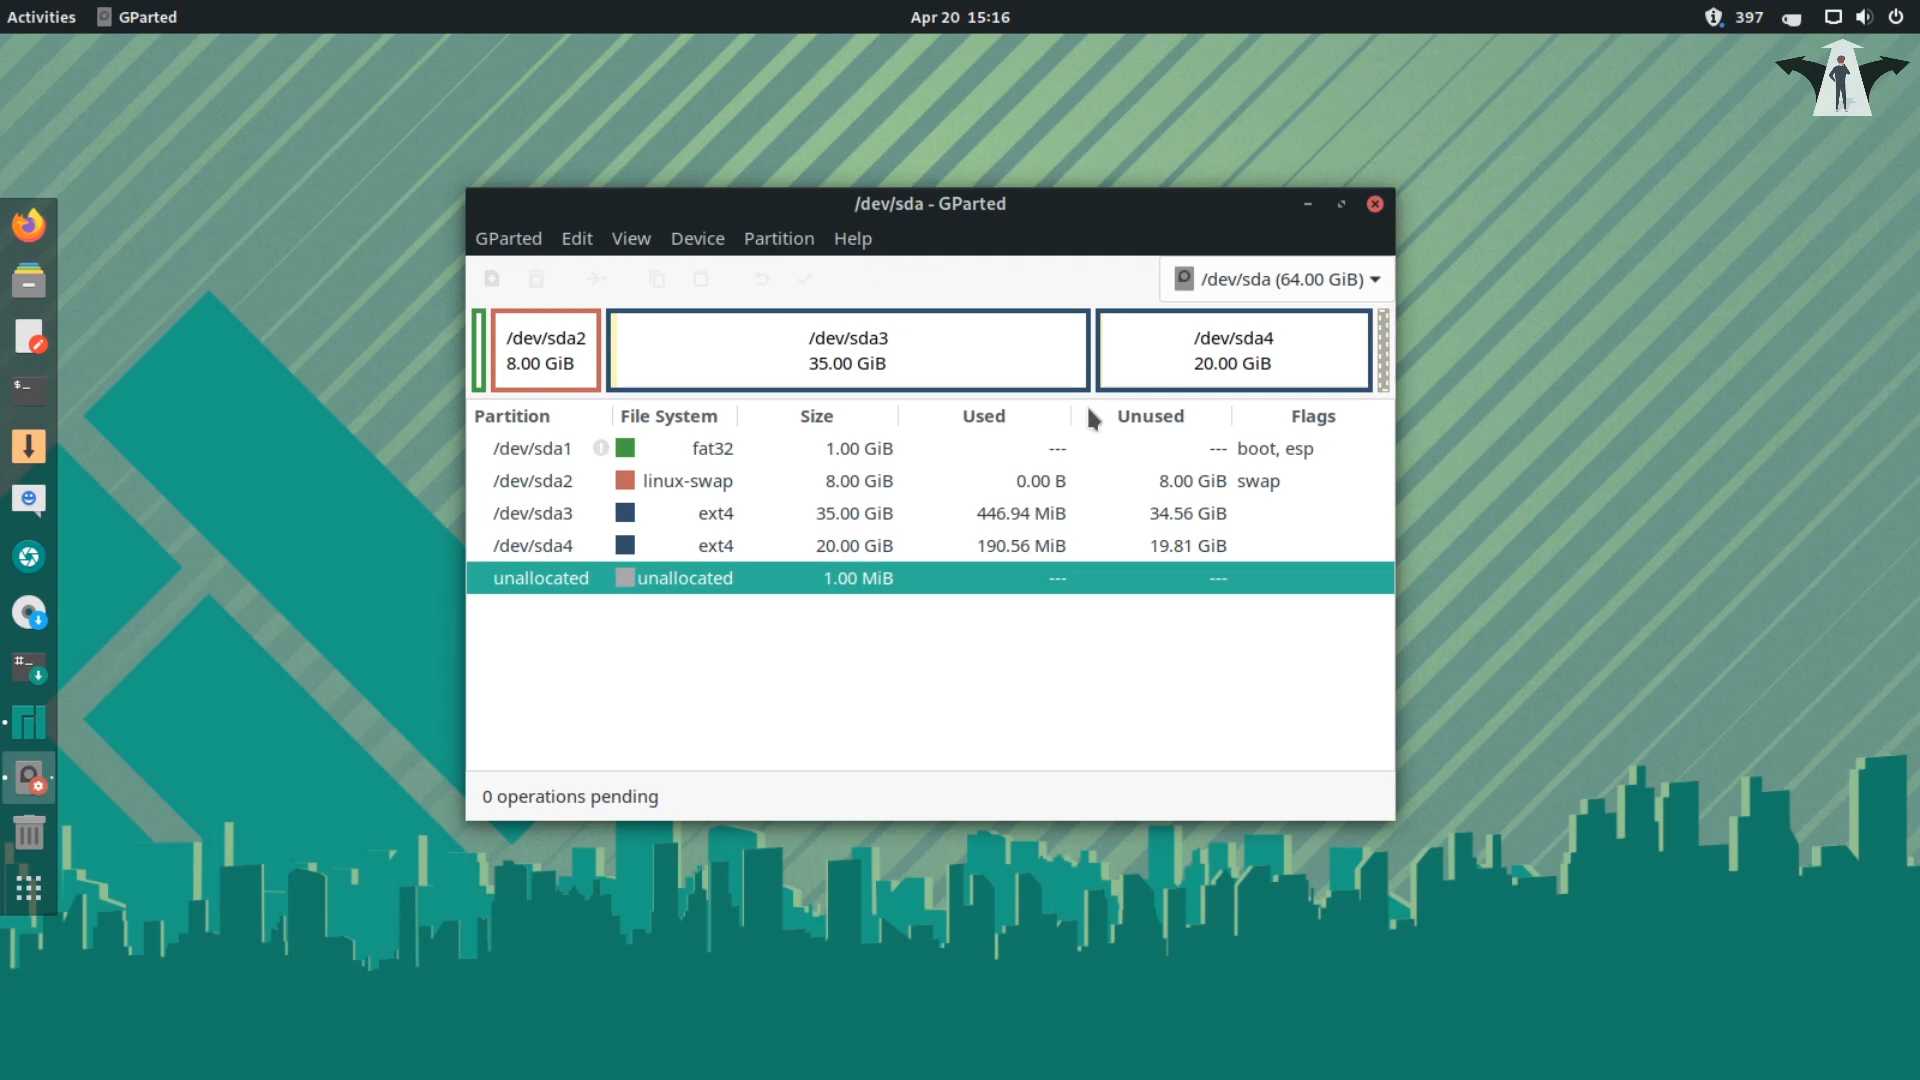 Activities GParted Apr 20 15:16 397
/dev/sda - GParted
GParted Edit View Device Partition Help
/dev/sda (64.00 GiB)
/dev/sda2 /dev/sda3 /dev/sda4
8.00 GiB 35.00 GiB 20.00 GiB
Partition File System Size Used Unused Flags
/dev/sda1 fat32 1.00 GiB --- --- boot, esp
/dev/sda2 linux-swap 8.00 GiB 0.00 B 8.00 GiB swap
/dev/sda3 ext4 35.00 GiB 446.94 MiB 34.56 GiB
/dev/sda4 ext4 20.00 GiB 190.56 MiB 19.81 GiB
unallocated unallocated 1.00 MiB --- ---
0 operations pending